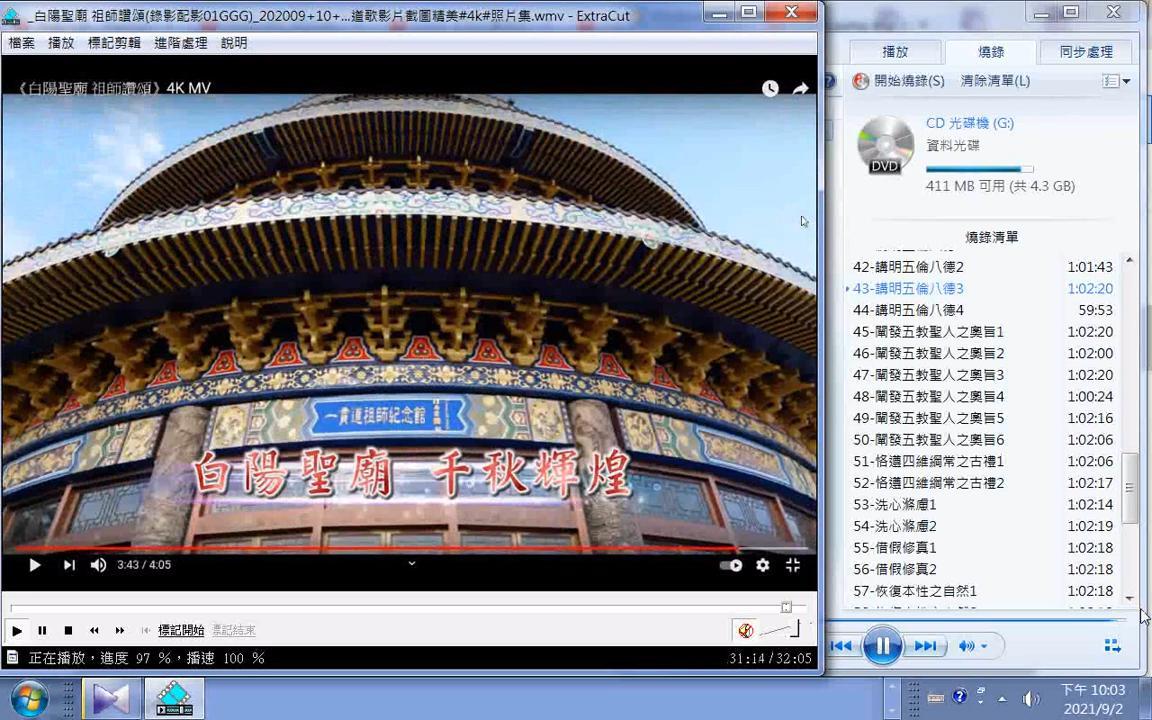 _白陽聖廟 祖師讚頌(錄影配影01GGG)_202009+10+...道歌影片截圖精美#4k#照片集.wmv - ExtraCut
檔案 播放 標記剪輯 進階處理 說明
《白陽聖廟 祖師讚頌》4K MV
一貫道祖師紀念館
白陽聖廟 千秋輝煌
3:43 / 4:05
標記開始 標記結束
正在播放，進度 97 %，播速 100 %
31:14 / 32:05
播放 燒錄 同步處理
開始燒錄(S) 清除清單(L)
DVD
CD 光碟機 (G:)
資料光碟
411 MB 可用 (共 4.3 GB)
燒錄清單
42-講明五倫八德2 1:01:43
43-講明五倫八德3 1:02:20
44-講明五倫八德4 59:53
45-闡發五教聖人之奧旨1 1:02:20
46-闡發五教聖人之奧旨2 1:02:00
47-闡發五教聖人之奧旨3 1:02:20
48-闡發五教聖人之奧旨4 1:00:24
49-闡發五教聖人之奧旨5 1:02:16
50-闡發五教聖人之奧旨6 1:02:06
51-恪遵四維綱常之古禮1 1:02:06
52-恪遵四維綱常之古禮2 1:02:17
53-洗心滌慮1 1:02:14
54-洗心滌慮2 1:02:19
55-借假修真1 1:02:18
56-借假修真2 1:02:18
57-恢復本性之自然1 1:02:18
下午 10:03
2021/9/2